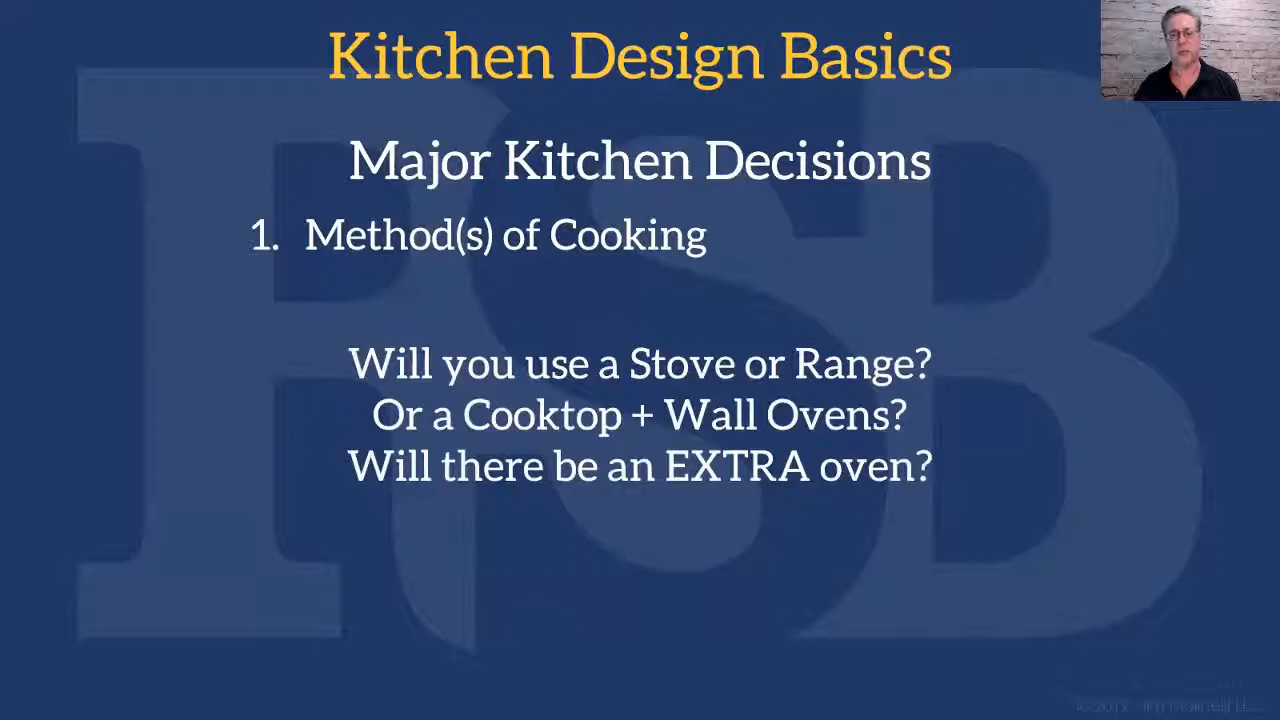 Kitchen Design Basics
Major Kitchen Decisions
1. Method(s) of Cooking
Will you use a Stove or Range?
Or a Cooktop + Wall Ovens?
Will there be an EXTRA oven?
FSB